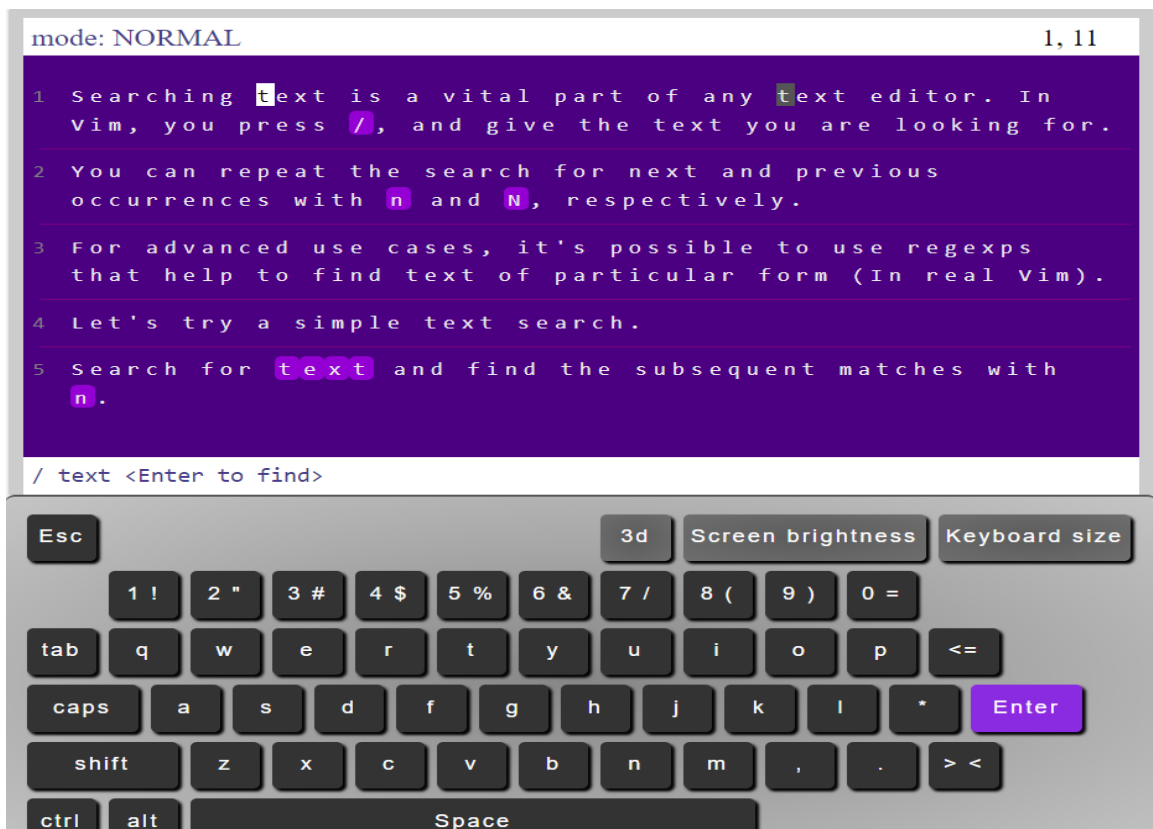 mode: NORMAL 1, 11
1 Searching text is a vital part of any text editor. In
Vim, you press /, and give the text you are looking for.
2 You can repeat the search for next and previous
occurrences with n and N, respectively.
3 For advanced use cases, it's possible to use regexps
that help to find text of particular form (In real Vim).
4 Let's try a simple text search.
5 Search for text and find the subsequent matches with
n.
/ text <Enter to find>
Esc 3d Screen brightness Keyboard size
1 ! 2 " 3 # 4 $ 5 % 6 & 7 / 8 ( 9 ) 0 =
tab q w e r t y u i o p <=
caps a s d f g h j k l * Enter
shift z x c v b n m , . > <
ctrl alt Space